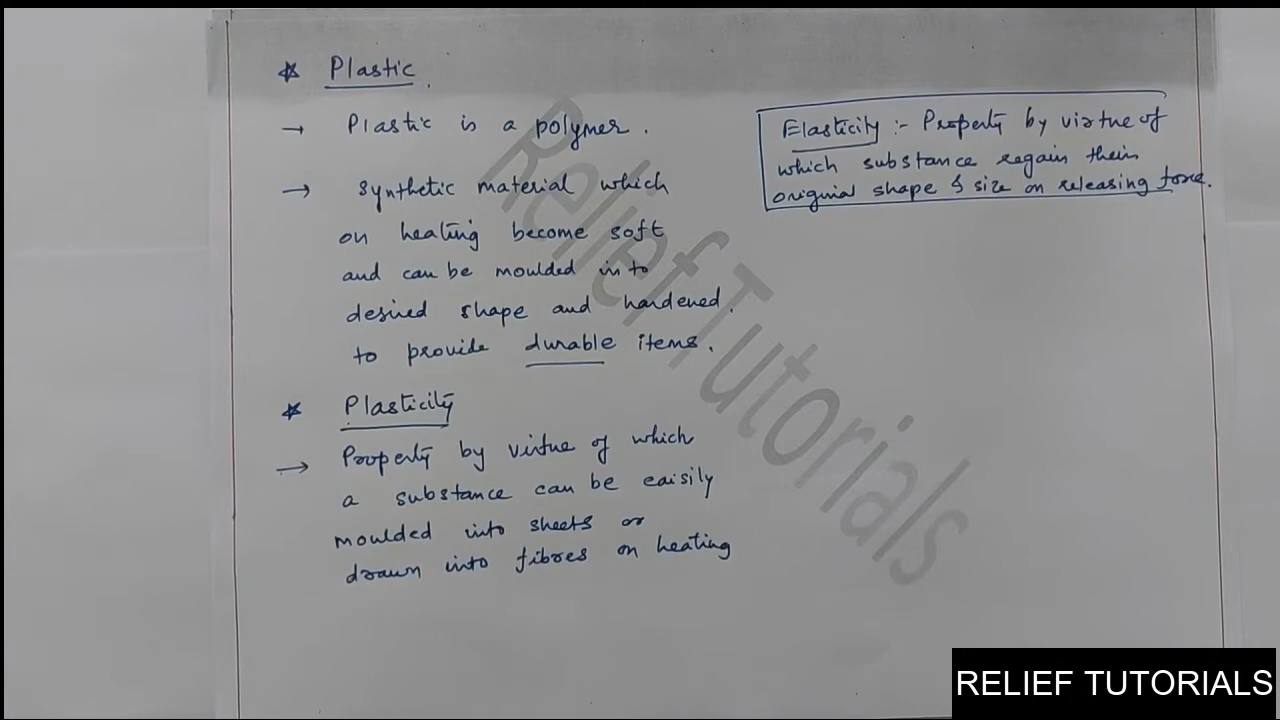 * Plastic.
→ Plastic is a polymer.
→ Synthetic material which
on heating become soft
and can be moulded in to
desired shape and hardened.
to provide durable items.
* Plasticity
→ Property by virtue of which
a substance can be eaisily
moulded into sheets or
drawn into fibres on heating
Elasticity :- Property by virtue of
which substance regain their
original shape & size on releasing force.
Relief Tutorials
RELIEF TUTORIALS